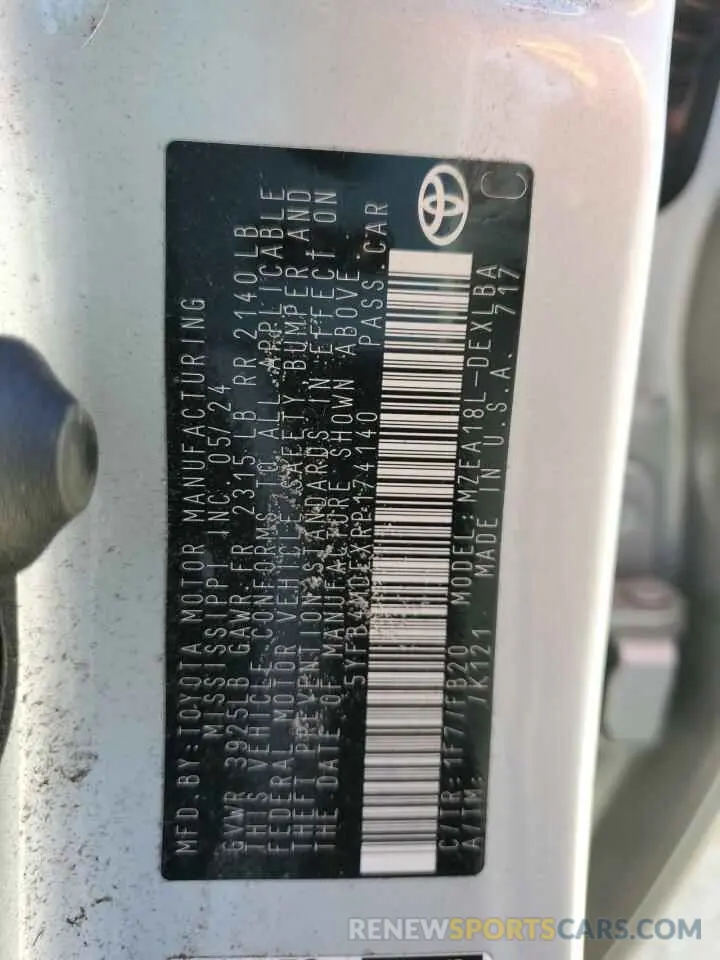 MFD.BY:TOYOTA MOTOR MANUFACTURING
MISSISSIPPI INC. 05/24
GVWR 3925LB GAWR FR 2315 LB RR 2140 LB
THIS VEHICLE CONFORMS TO ALL APPLICABLE
FEDERAL MOTOR VEHICLE SAFETY, BUMPER AND
THEFT PREVENTION STANDARDS IN EFFECT ON
THE DATE OF MANUFACTURE SHOWN ABOVE.
PASS.CAR
C/TR:1F7/FB20 MODEL:MZEA18L-DEXLBA
A/TM: /K121 MADE IN U.S.A. 717
C
RENEWSPORTSCARS.COM